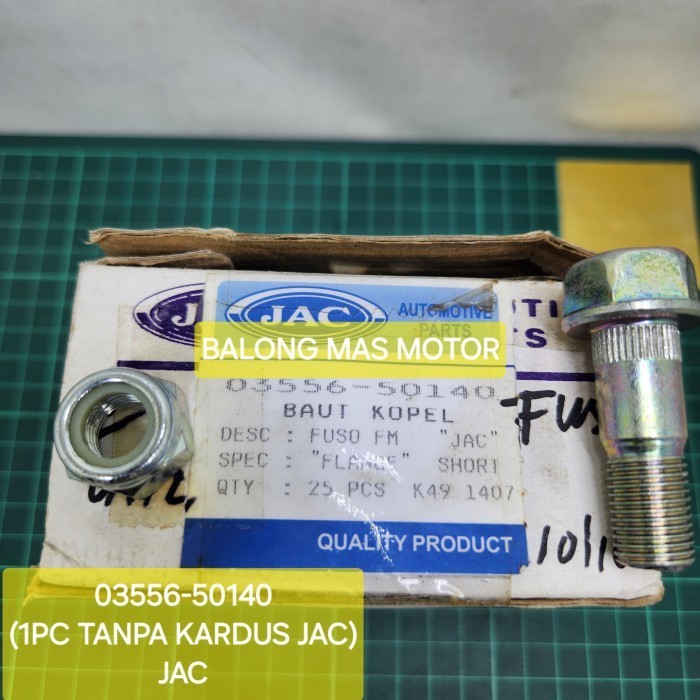 JAC
AUTOMOTIVE
PARTS
BALONG MAS MOTOR
03556-50140
BAUT KOPEL
DESC : FUSO FM "JAC"
SPEC : "FLANGE" SHORT
QTY : 25 PCS K49 1407
QUALITY PRODUCT
03556-50140
(1PC TANPA KARDUS JAC)
JAC